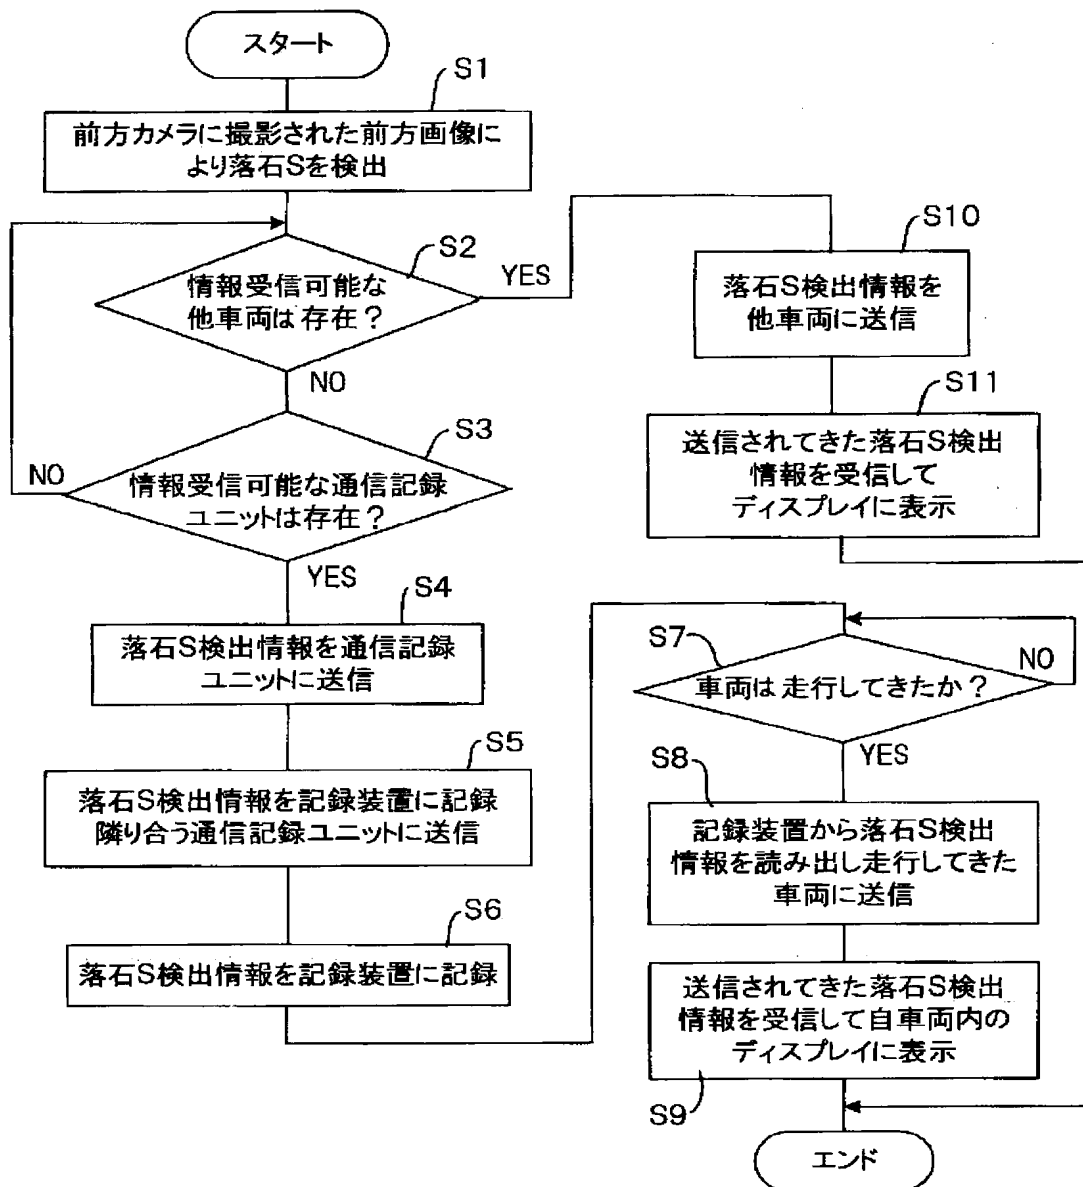 スタート
S1
前方カメラに撮影された前方画像に
より落石Sを検出
S2
情報受信可能な
他車両は存在？
YES
NO
S3
情報受信可能な通信記録
ユニットは存在？
NO
YES
S4
落石S検出情報を通信記録
ユニットに送信
S5
落石S検出情報を記録装置に記録
隣り合う通信記録ユニットに送信
S6
落石S検出情報を記録装置に記録
S10
落石S検出情報を
他車両に送信
S11
送信されてきた落石S検出
情報を受信して
ディスプレイに表示
S7
車両は走行してきたか？
NO
YES
S8
記録装置から落石S検出
情報を読み出し走行してきた
車両に送信
送信されてきた落石S検出
情報を受信して自車両内の
ディスプレイに表示
S9
エンド